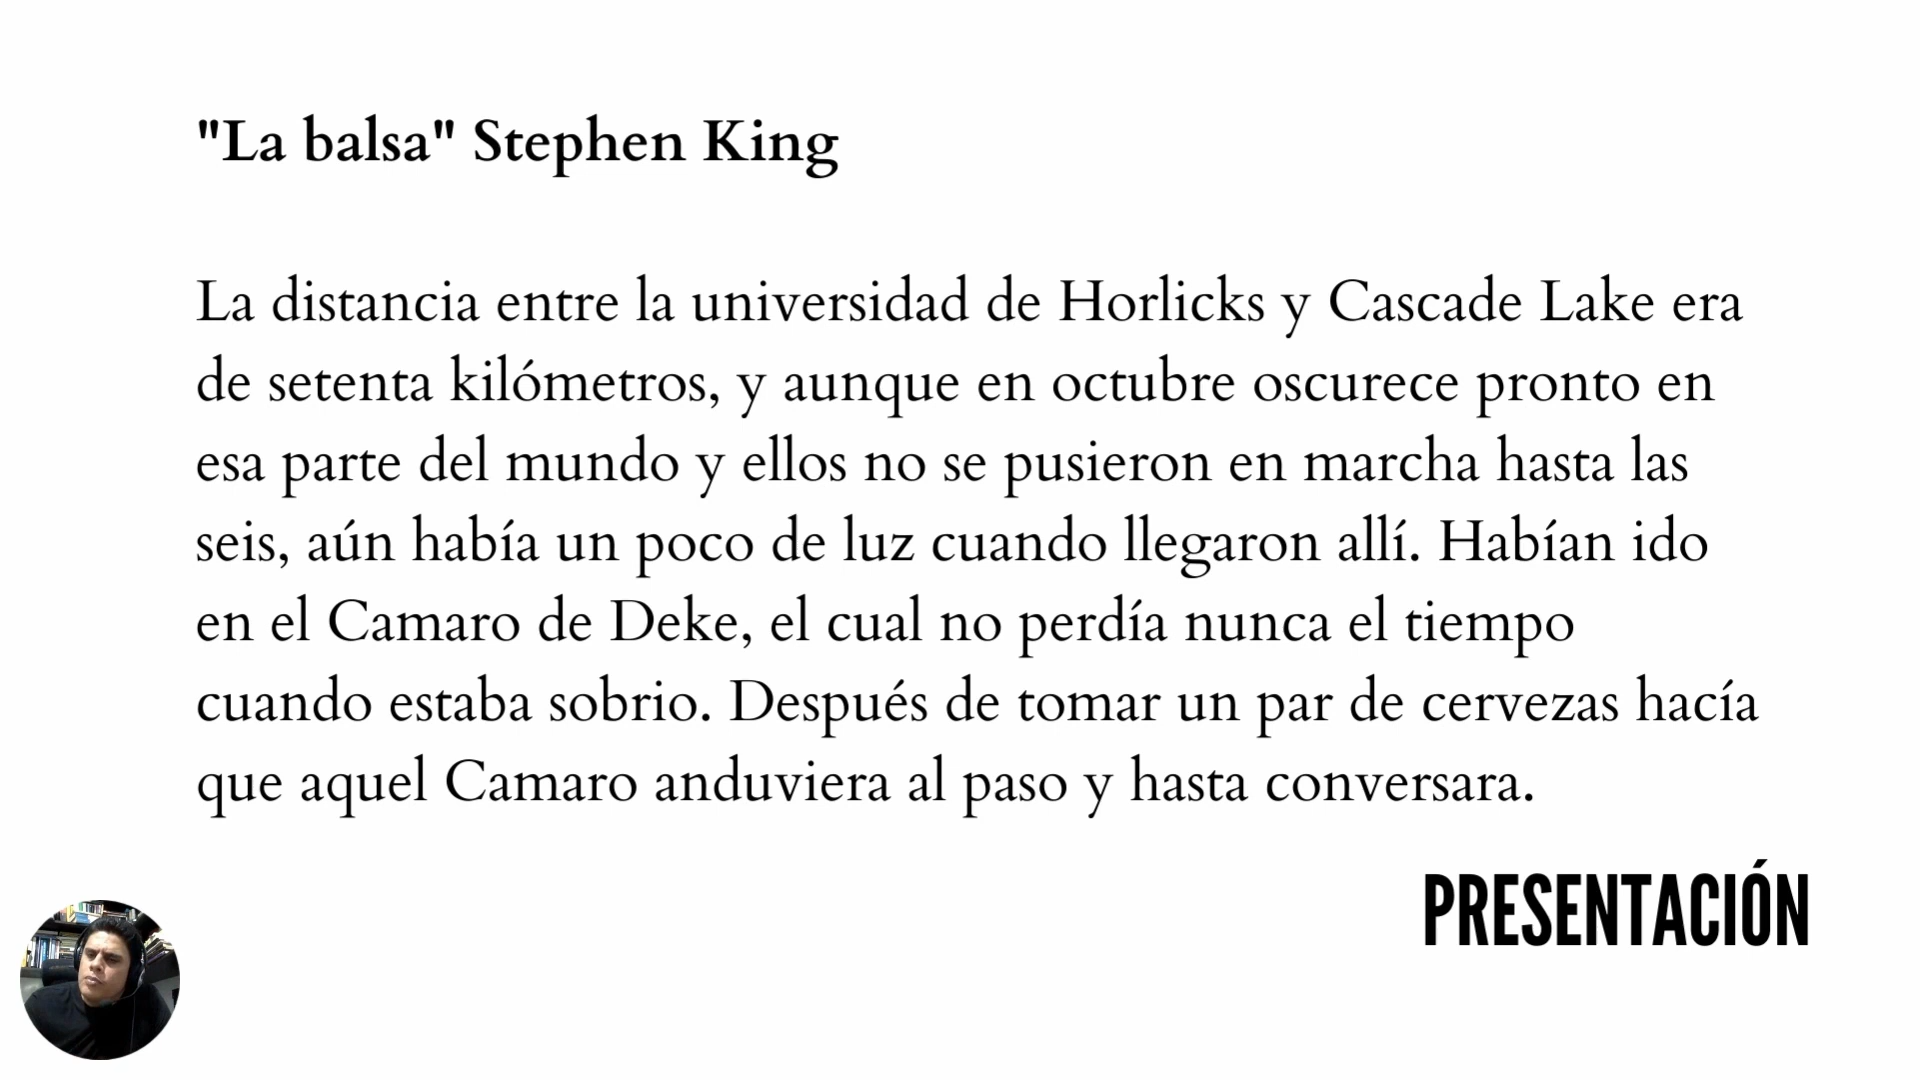 "La balsa" Stephen King
La distancia entre la universidad de Horlicks y Cascade Lake era
de setenta kilómetros, y aunque en octubre oscurece pronto en
esa parte del mundo y ellos no se pusieron en marcha hasta las
seis, aún había un poco de luz cuando llegaron allí. Habían ido
en el Camaro de Deke, el cual no perdía nunca el tiempo
cuando estaba sobrio. Después de tomar un par de cervezas hacía
que aquel Camaro anduviera al paso y hasta conversara.
PRESENTACIÓN